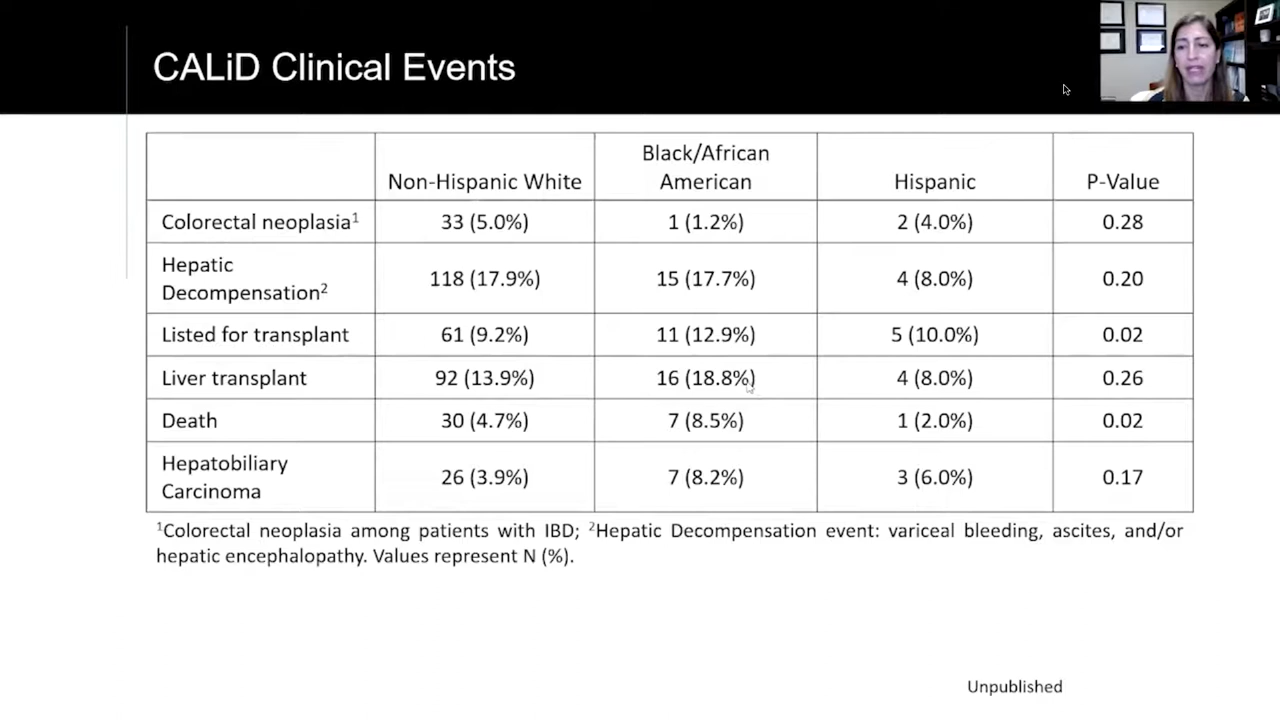 CALiD Clinical Events
Non-Hispanic White
Black/African
American
Hispanic
P-Value
Colorectal neoplasia¹
33 (5.0%)
1 (1.2%)
2 (4.0%)
0.28
Hepatic
Decompensation²
118 (17.9%)
15 (17.7%)
4 (8.0%)
0.20
Listed for transplant
61 (9.2%)
11 (12.9%)
5 (10.0%)
0.02
Liver transplant
92 (13.9%)
16 (18.8%)
4 (8.0%)
0.26
Death
30 (4.7%)
7 (8.5%)
1 (2.0%)
0.02
Hepatobiliary
Carcinoma
26 (3.9%)
7 (8.2%)
3 (6.0%)
0.17
¹Colorectal neoplasia among patients with IBD; ²Hepatic Decompensation event: variceal bleeding, ascites, and/or
hepatic encephalopathy. Values represent N (%).
Unpublished